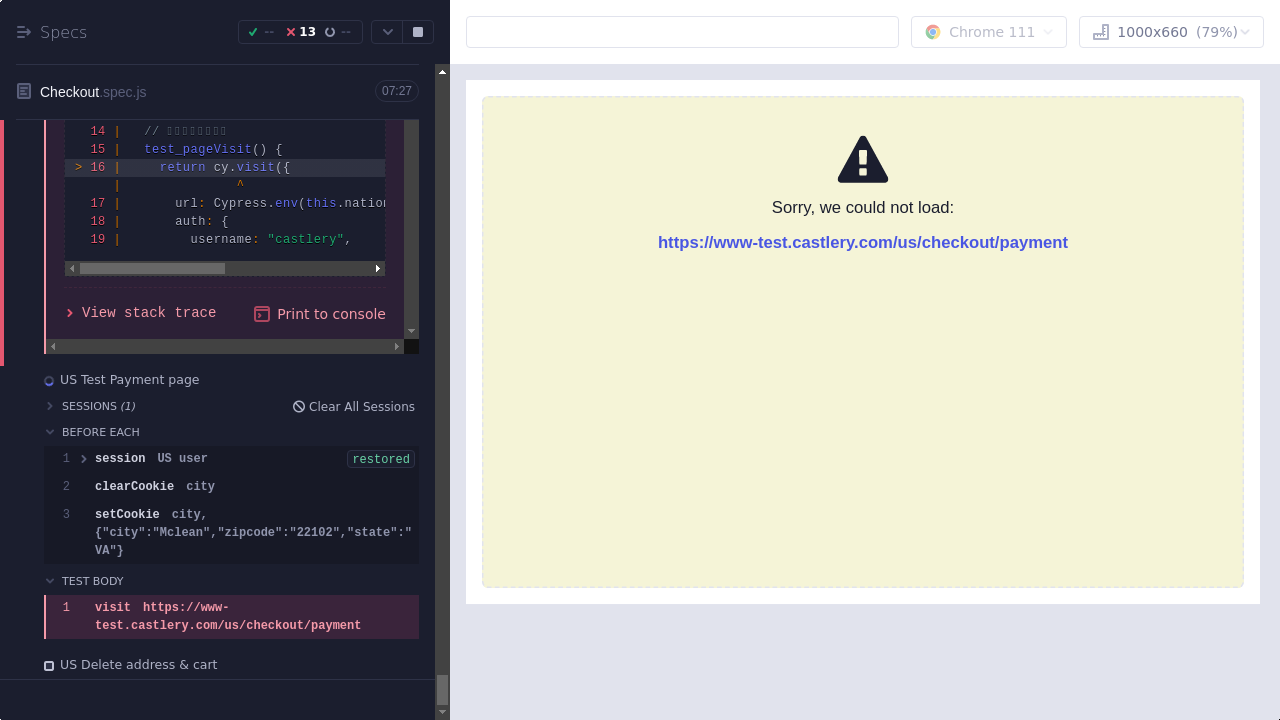 Specs
--
13
--
Chrome 111
1000x660 (79%)
Checkout.spec.js
07:27
14 | //
15 | test_pageVisit() {
> 16 | return cy.visit({
| ^
17 | url: Cypress.env(this.nation
18 | auth: {
19 | username: "castlery",
View stack trace
Print to console
US Test Payment page
SESSIONS (1)
Clear All Sessions
BEFORE EACH
1 session US user restored
2 clearCookie city
3 setCookie city,
{"city":"Mclean","zipcode":"22102","state":"
VA"}
TEST BODY
1 visit https://www-
test.castlery.com/us/checkout/payment
US Delete address & cart
Sorry, we could not load:
https://www-test.castlery.com/us/checkout/payment